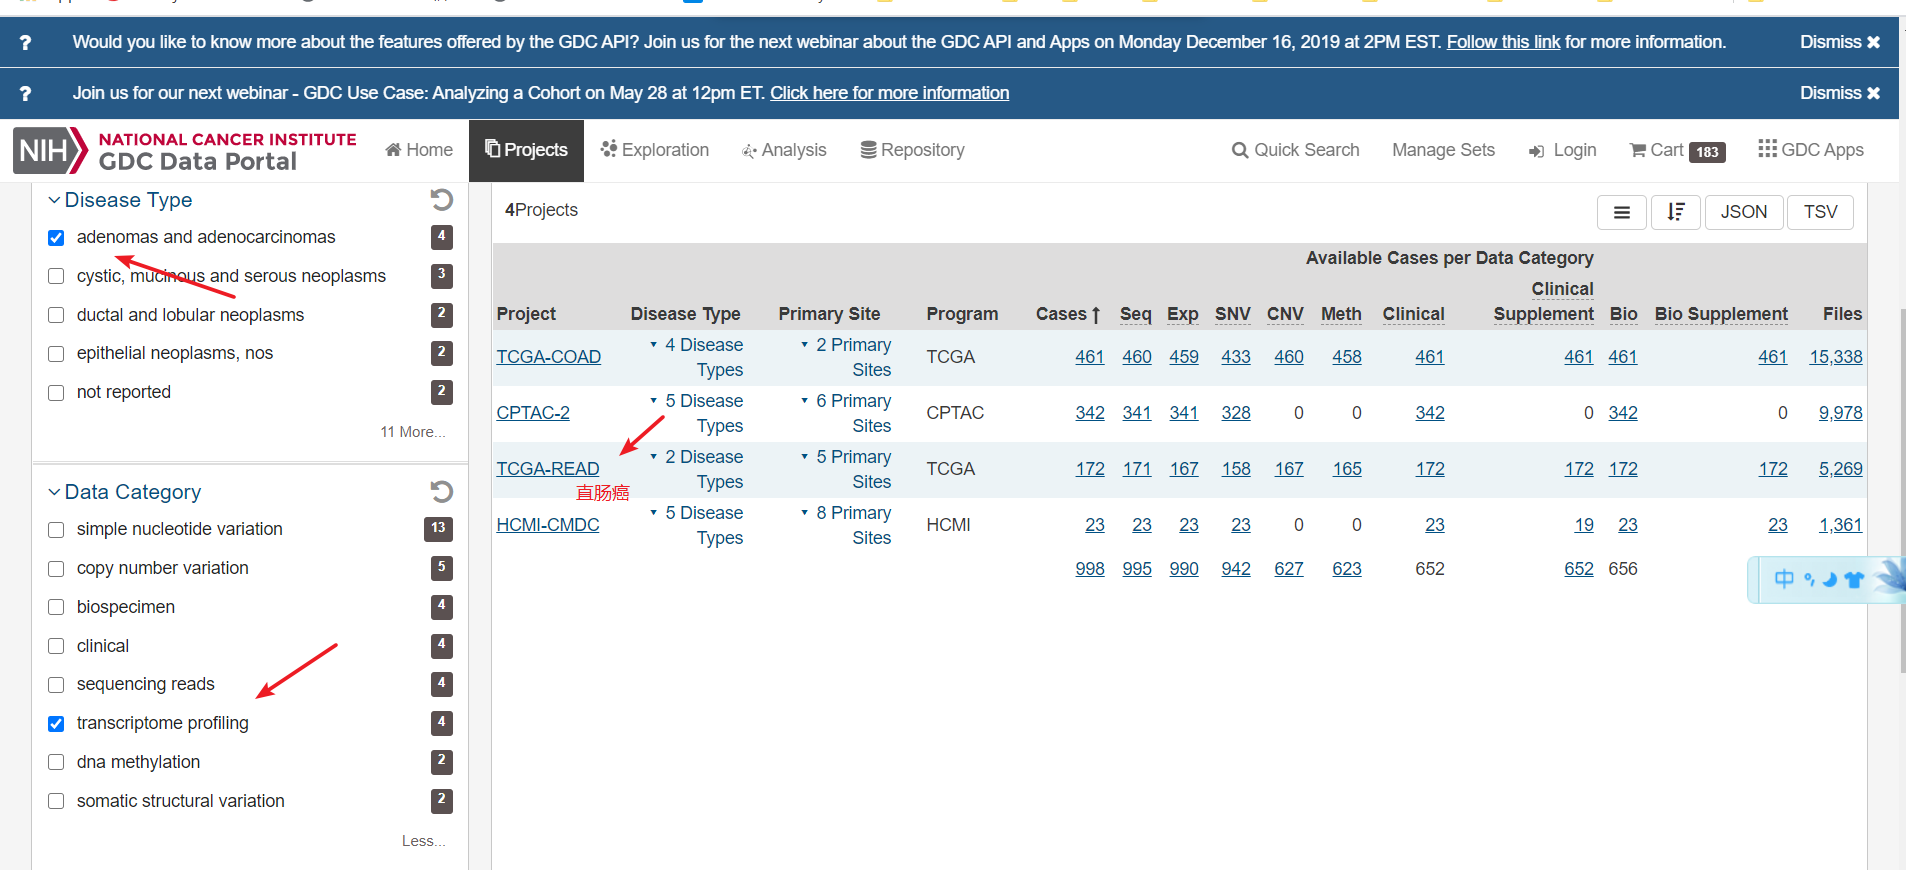 Would you like to know more about the features offered by the GDC API? Join us for the next webinar about the GDC API and Apps on Monday December 16, 2019 at 2PM EST. Follow this link for more information. Dismiss
Join us for our next webinar - GDC Use Case: Analyzing a Cohort on May 28 at 12pm ET. Click here for more information Dismiss
NIH NATIONAL CANCER INSTITUTE
GDC Data Portal
Home Projects Exploration Analysis Repository Quick Search Manage Sets Login Cart 183 GDC Apps
Disease Type
adenomas and adenocarcinomas 4
cystic, mucinous and serous neoplasms 3
ductal and lobular neoplasms 2
epithelial neoplasms, nos 2
not reported 2
11 More...
Data Category
simple nucleotide variation 13
copy number variation 5
biospecimen 4
clinical 4
sequencing reads 4
transcriptome profiling 4
dna methylation 2
somatic structural variation 2
Less...
4Projects
JSON TSV
Available Cases per Data Category
Project Disease Type Primary Site Program Cases Seq Exp SNV CNV Meth Clinical Clinical Supplement Bio Bio Supplement Files
TCGA-COAD 4 Disease Types 2 Primary Sites TCGA 461 460 459 433 460 458 461 461 461 461 15,338
CPTAC-2 5 Disease Types 6 Primary Sites CPTAC 342 341 341 328 0 0 342 0 342 0 9,978
TCGA-READ 2 Disease Types 5 Primary Sites TCGA 172 171 167 158 167 165 172 172 172 172 5,269
直肠癌
HCMI-CMDC 5 Disease Types 8 Primary Sites HCMI 23 23 23 23 0 0 23 19 23 23 1,361
998 995 990 942 627 623 652 652 656
中